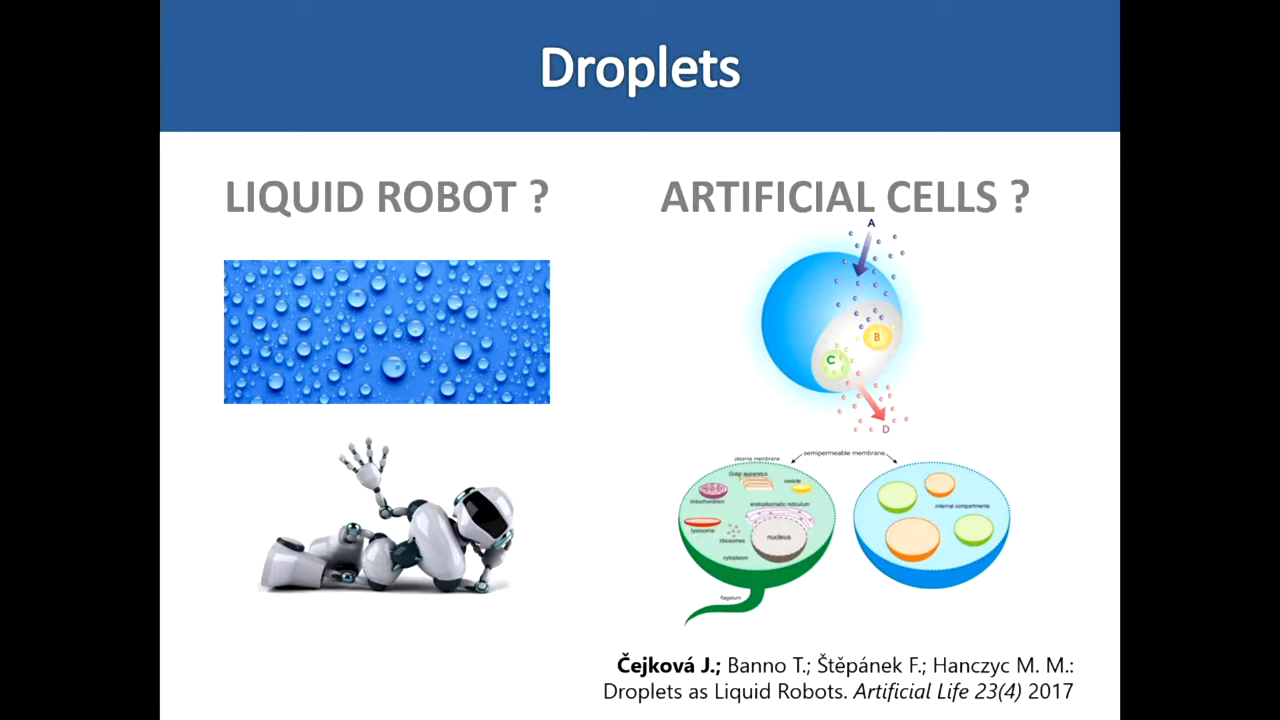 Droplets
LIQUID ROBOT ?
ARTIFICIAL CELLS ?
A
B
C
D
plasma membrane
semipermeable membrane
Golgi apparatus
vesicle
mitochondrion
endoplasmatic reticulum
lysosome
ribosomes
nucleus
cytoplasm
flagellum
internal compartments
Čejková J.; Banno T.; Štěpánek F.; Hanczyc M. M.:
Droplets as Liquid Robots. Artificial Life 23(4) 2017